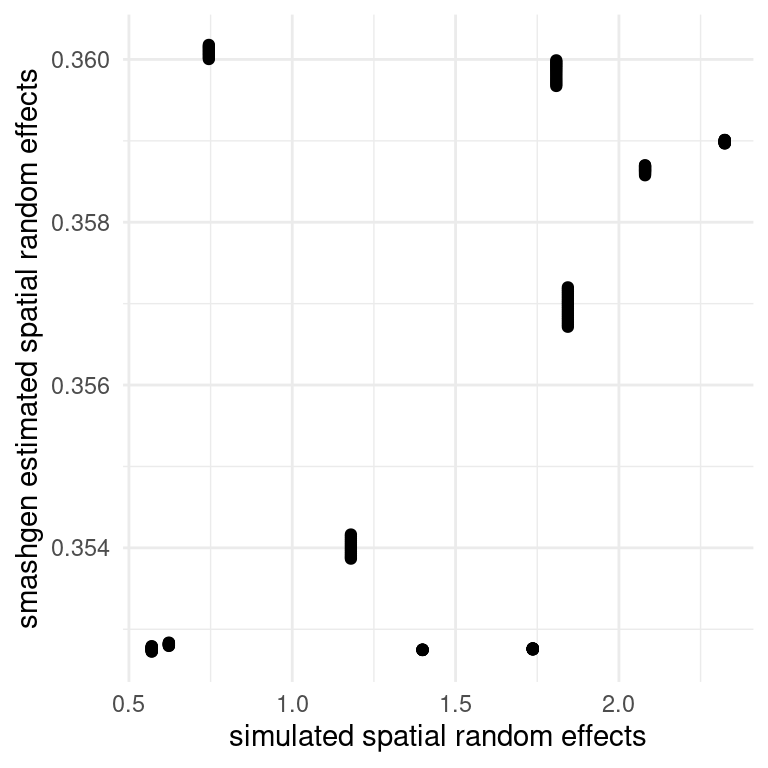 smashgen estimated spatial random effects
0.360
0.358
0.356
0.354
0.5 1.0 1.5 2.0
simulated spatial random effects